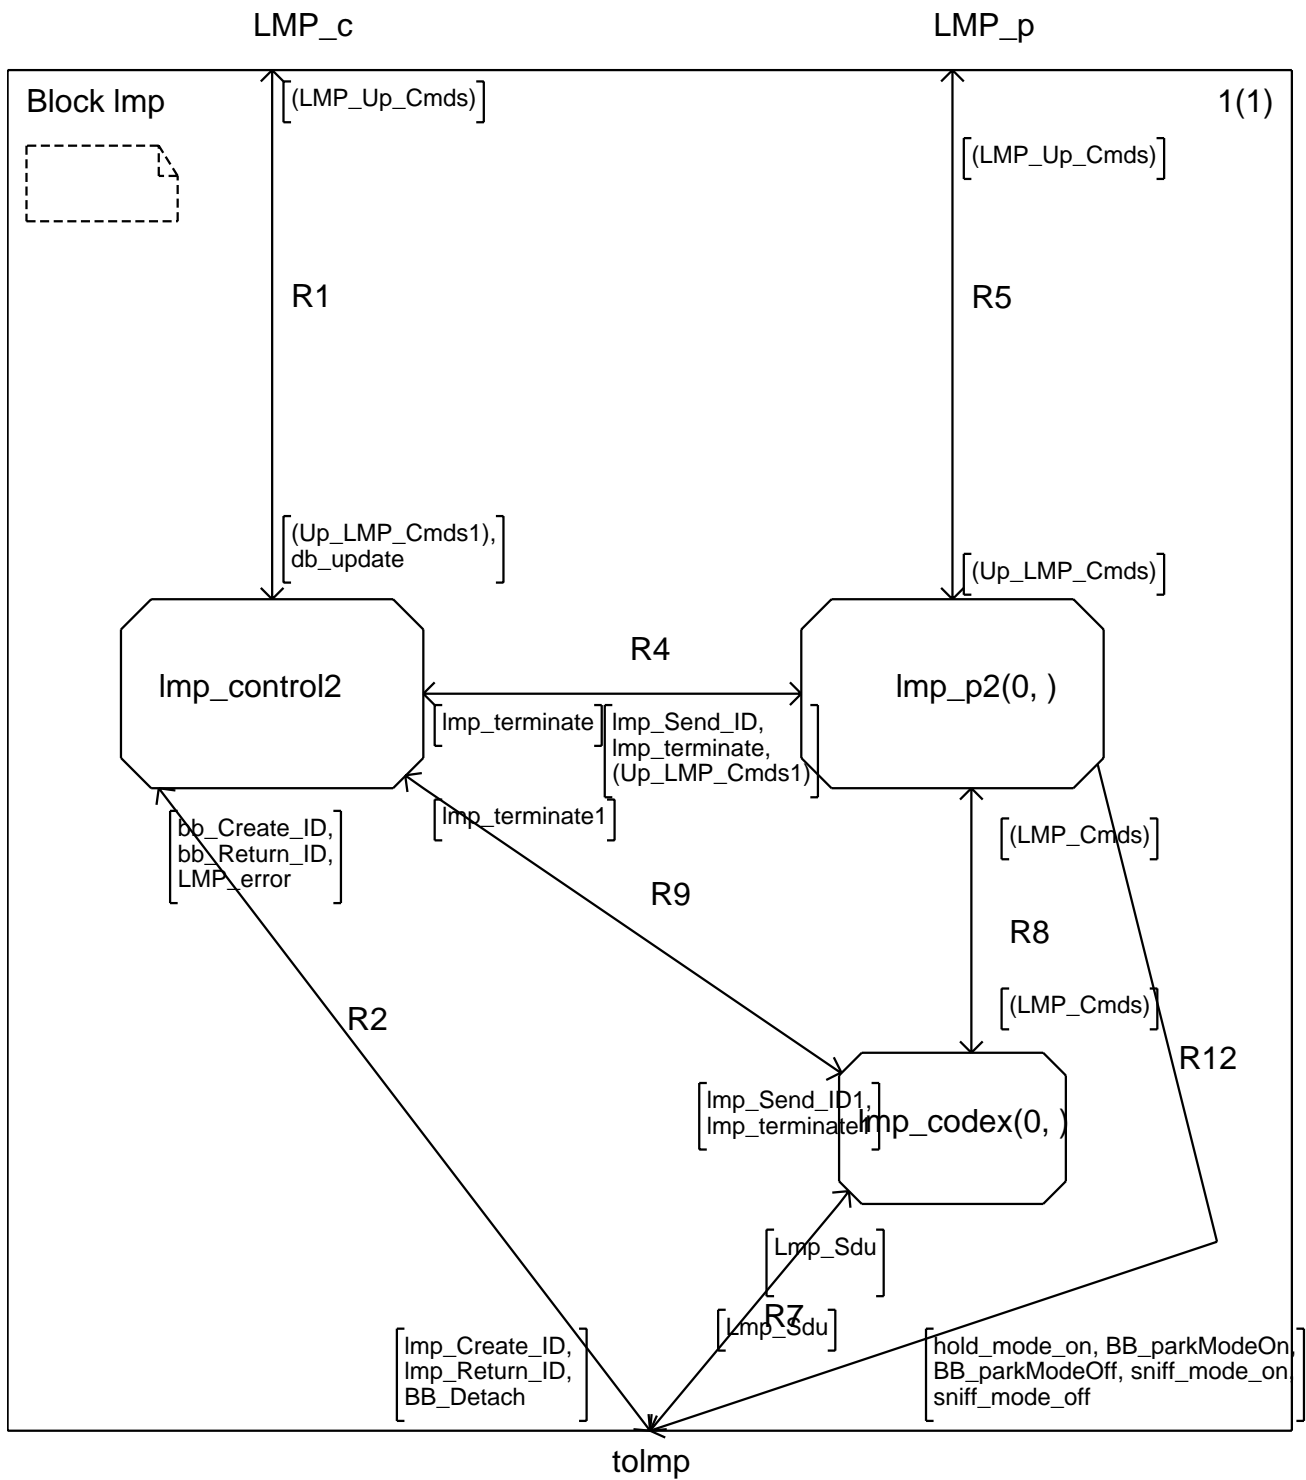 LMP_c
LMP_p
Block lmp
1(1)
(LMP_Up_Cmds)
(LMP_Up_Cmds)
R1
R5
(Up_LMP_Cmds1),
db_update
(Up_LMP_Cmds)
lmp_control2
R4
lmp_p2(0, )
lmp_terminate
lmp_Send_ID,
lmp_terminate,
(Up_LMP_Cmds1)
lmp_terminate1
bb_Create_ID,
bb_Return_ID,
LMP_error
(LMP_Cmds)
R9
R8
(LMP_Cmds)
R2
R12
lmp_Send_ID1,
lmp_terminate1
lmp_codex(0, )
Lmp_Sdu
R7
Lmp_Sdu
lmp_Create_ID,
lmp_Return_ID,
BB_Detach
hold_mode_on, BB_parkModeOn,
BB_parkModeOff, sniff_mode_on,
sniff_mode_off
tolmp